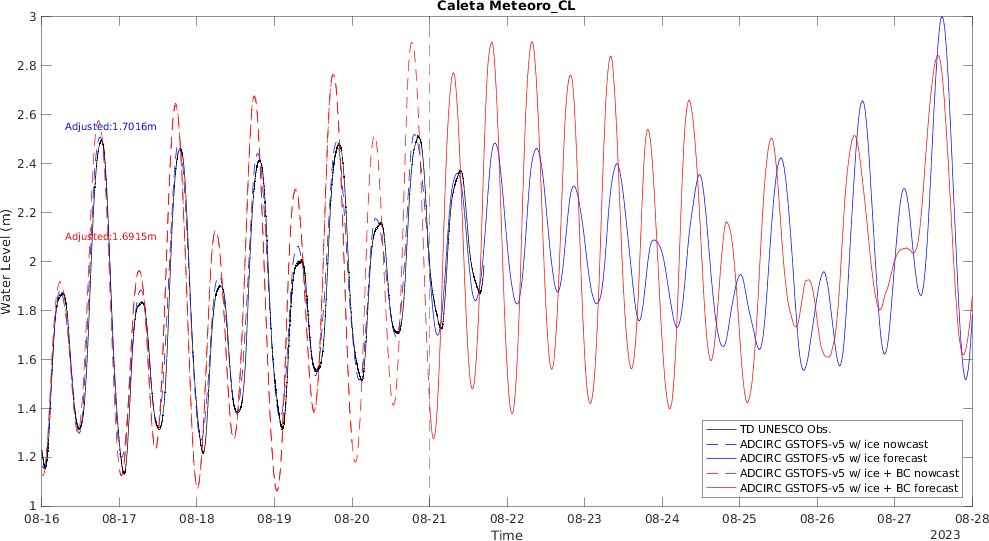 Caleta Meteoro_CL
3
2.8
2.6
2.4
2.2
2
1.8
1.6
1.4
1.2
1
Water Level (m)
Adjusted:1.7016m
Adjusted:1.6915m
TD UNESCO Obs.
ADCIRC GSTOFS-v5 w/ ice nowcast
ADCIRC GSTOFS-v5 w/ ice forecast
ADCIRC GSTOFS-v5 w/ ice + BC nowcast
ADCIRC GSTOFS-v5 w/ ice + BC forecast
08-16 08-17 08-18 08-19 08-20 08-21 08-22 08-23 08-24 08-25 08-26 08-27 08-28
Time
2023